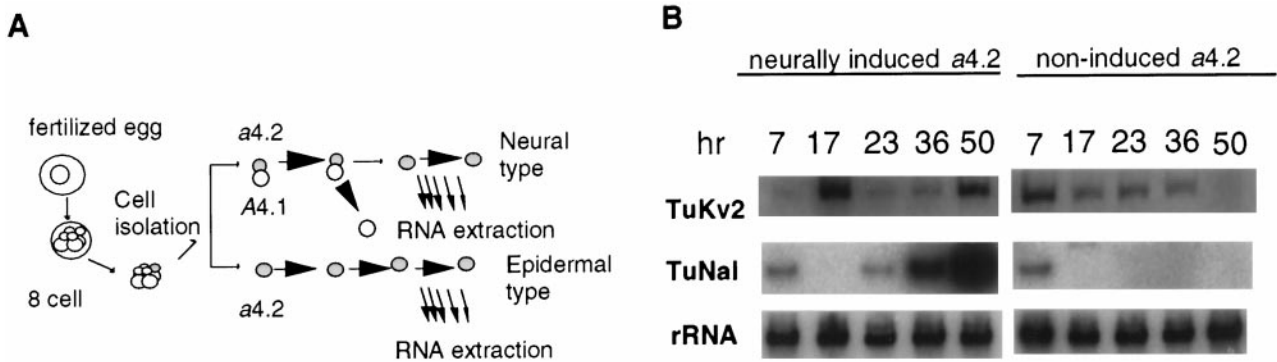 A
fertilized egg
8 cell
Cell
isolation
a4.2
A4.1
Neural
type
RNA extraction
a4.2
Epidermal
type
RNA extraction
B
neurally induced a4.2
non-induced a4.2
hr 7 17 23 36 50 7 17 23 36 50
TuKv2
TuNaI
rRNA